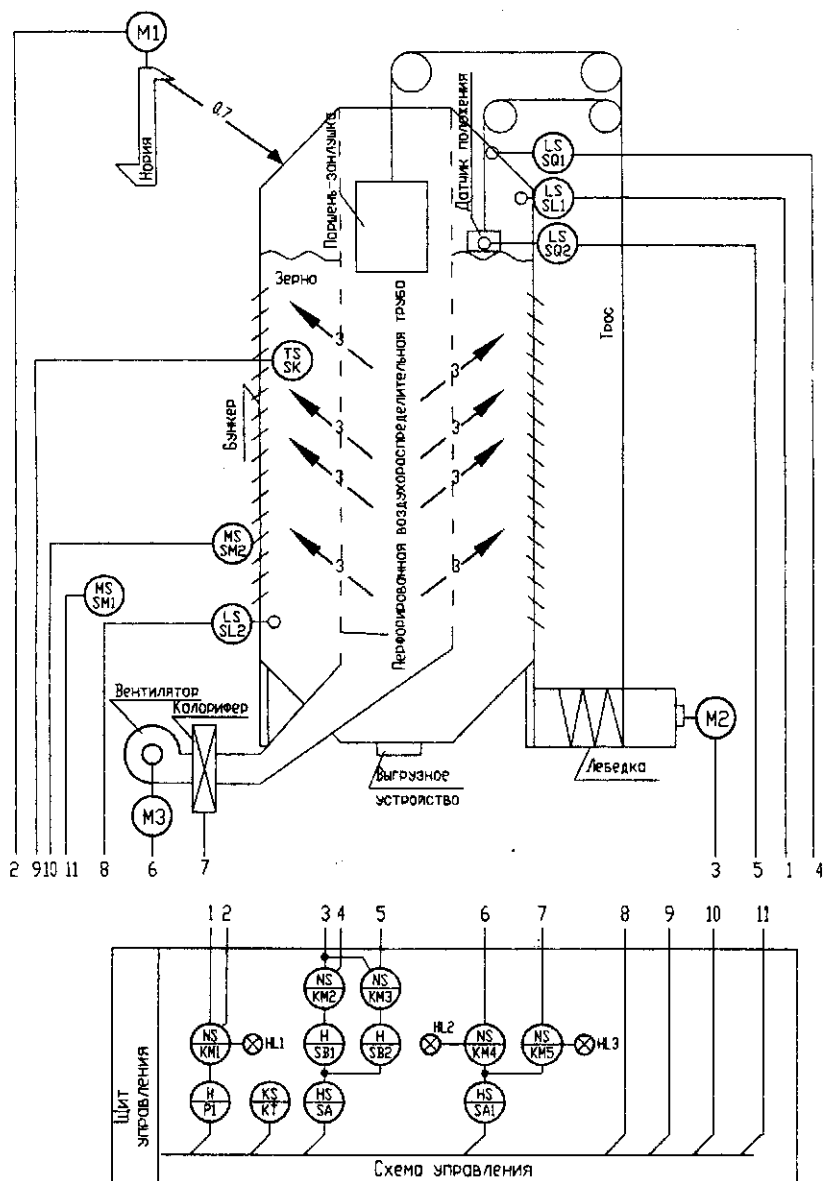 M1
0.7
Нория
Поршень-заглушка
Датчик положения
LS
SQ1
LS
SL1
LS
SQ2
Зерно
3
3
TS
SK
Трос
Бункер
3
3
3
3
Перфорированная воздухораспределительная труба
MS
SM2
3
3
MS
SM1
LS
SL2
Вентилятор
Калорифер
M2
Лебедка
Выгрузное
устройство
M3
2 9 10 11 8 6 7 3 5 1 4
1 2 3 4 5 6 7 8 9 10 11
Щит
управления
NS
KM2
NS
KM3
NS
KM1
HL1
H
SB1
H
SB2
HL2
NS
KM4
NS
KM5
HL3
H
P1
KS
KT
HS
SA
HS
SA1
Схема управления